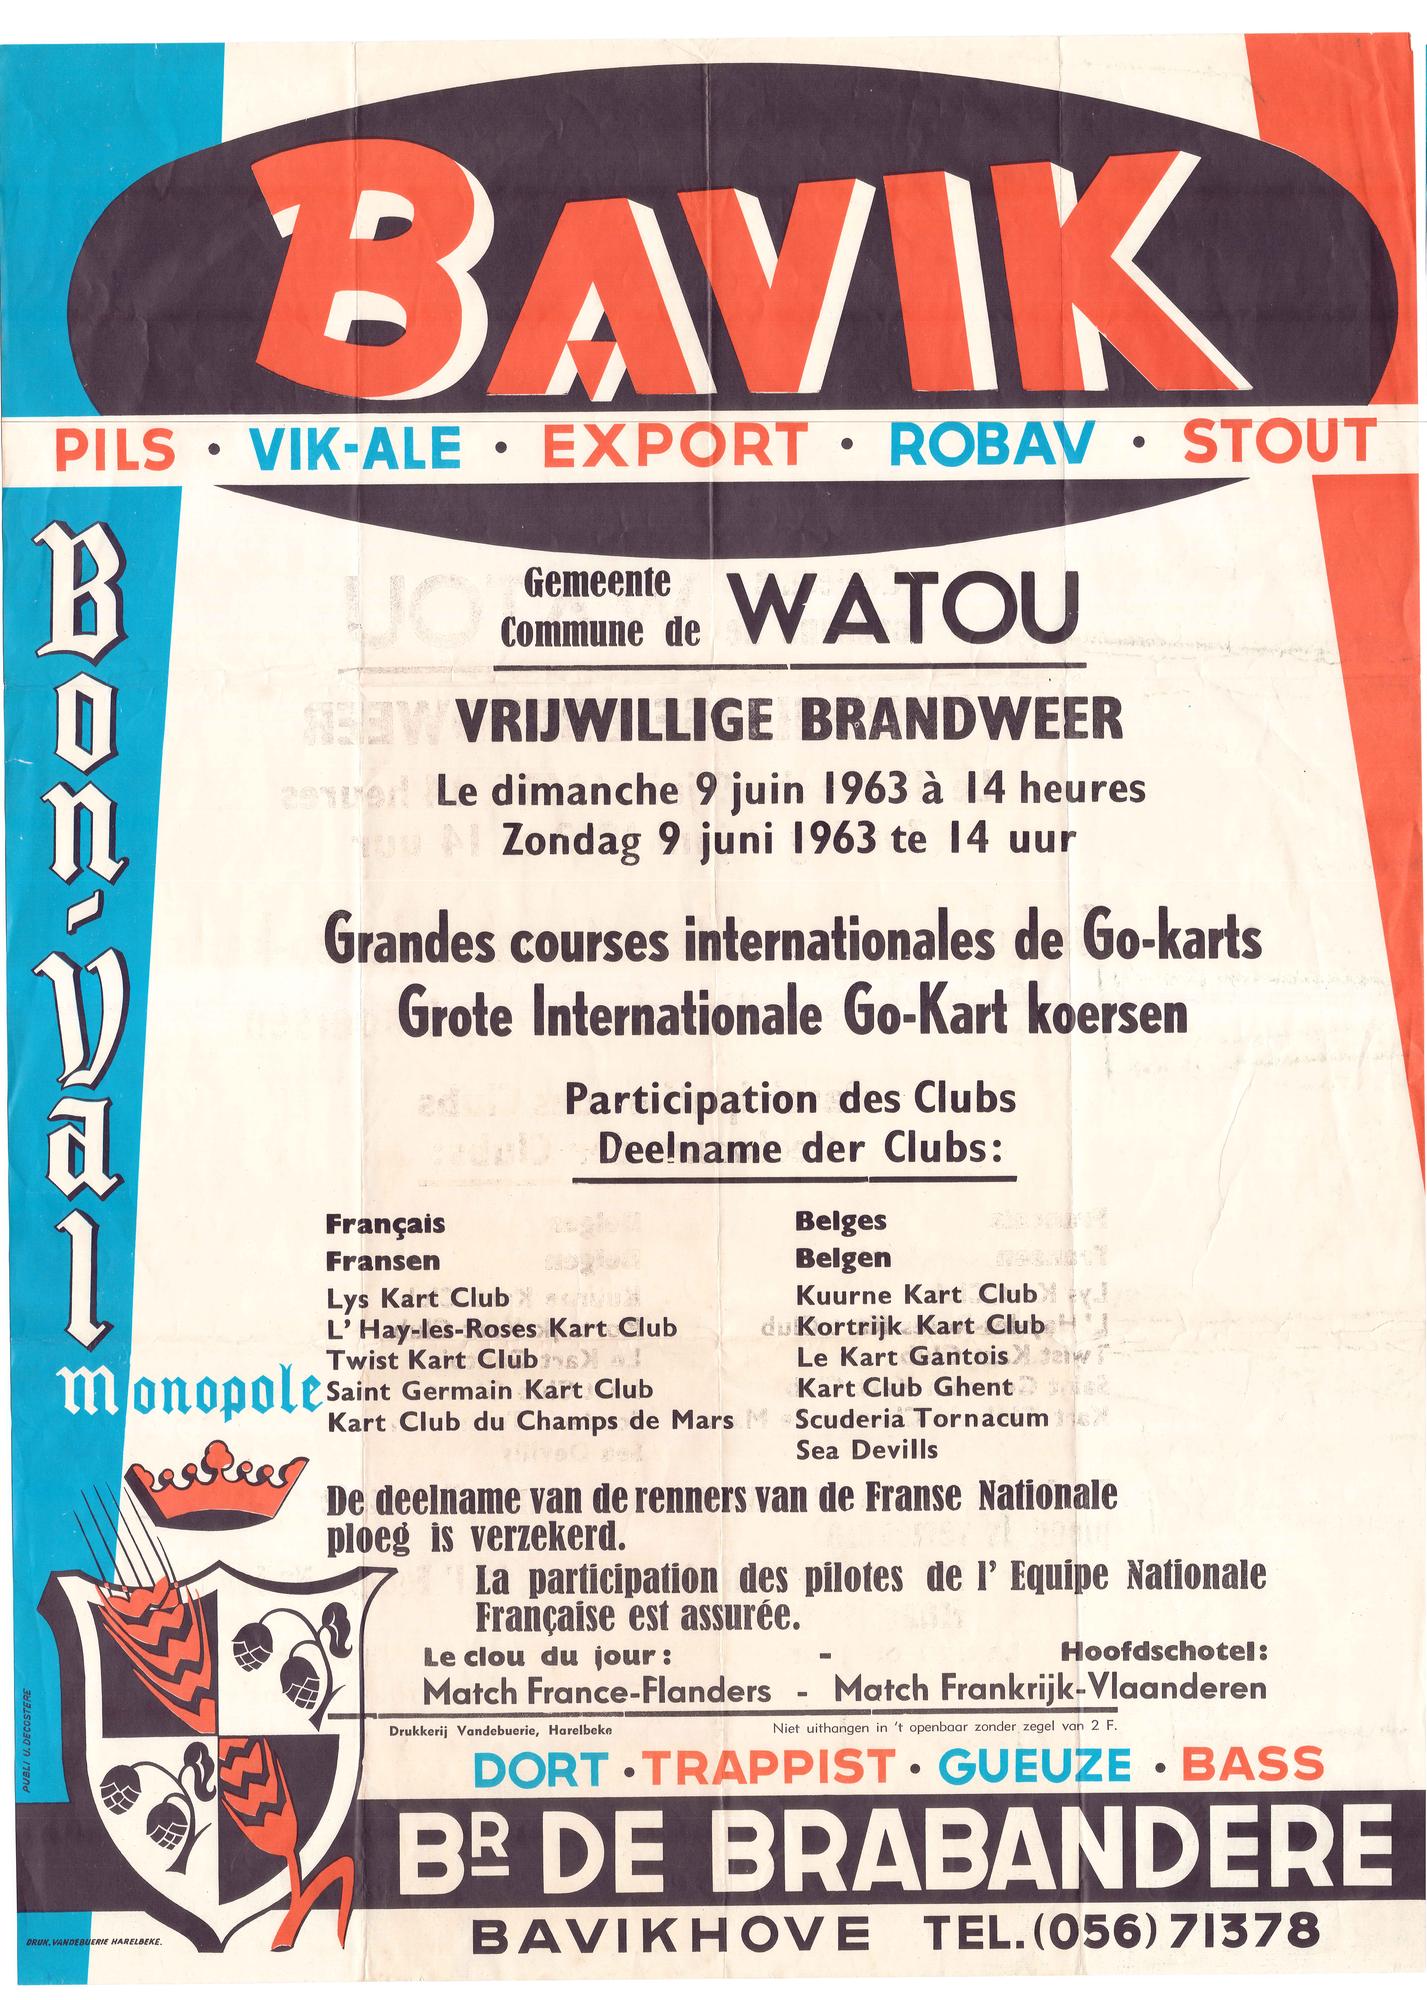 BAVIK
PILS • VIK-ALE • EXPORT • ROBAV • STOUT
Bon-Val
monopole
Gemeente
Commune de WATOU
VRIJWILLIGE BRANDWEER
Le dimanche 9 juin 1963 à 14 heures
Zondag 9 juni 1963 te 14 uur
Grandes courses internationales de Go-karts
Grote Internationale Go-Kart koersen
Participation des Clubs
Deelname der Clubs:
Français
Fransen
Lys Kart Club
L' Hay-les-Roses Kart Club
Twist Kart Club
Saint Germain Kart Club
Kart Club du Champs de Mars
Belges
Belgen
Kuurne Kart Club
Kortrijk Kart Club
Le Kart Gantois
Kart Club Ghent
Scuderia Tornacum
Sea Devills
De deelname van de renners van de Franse Nationale
ploeg is verzekerd.
La participation des pilotes de l' Equipe Nationale
Française est assurée.
Le clou du jour: - Hoofdschotel:
Match France-Flanders - Match Frankrijk-Vlaanderen
Drukkerij Vandebuerie, Harelbeke Niet uithangen in 't openbaar zonder zegel van 2 F.
DORT • TRAPPIST • GUEUZE • BASS
BR DE BRABANDERE
BAVIKHOVE TEL. (056) 71378
PUBLI U. DECOSTERE
DRUK. VANDEBUERIE HARELBEKE.